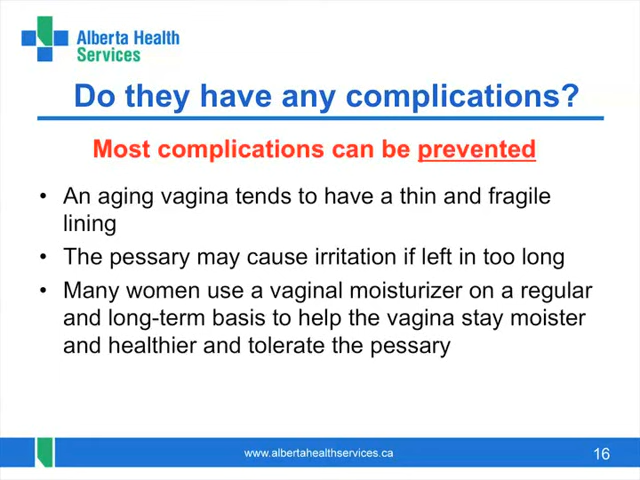 Alberta Health
Services
Do they have any complications?
Most complications can be prevented
• An aging vagina tends to have a thin and fragile
lining
• The pessary may cause irritation if left in too long
• Many women use a vaginal moisturizer on a regular
and long-term basis to help the vagina stay moister
and healthier and tolerate the pessary
www.albertahealthservices.ca
16